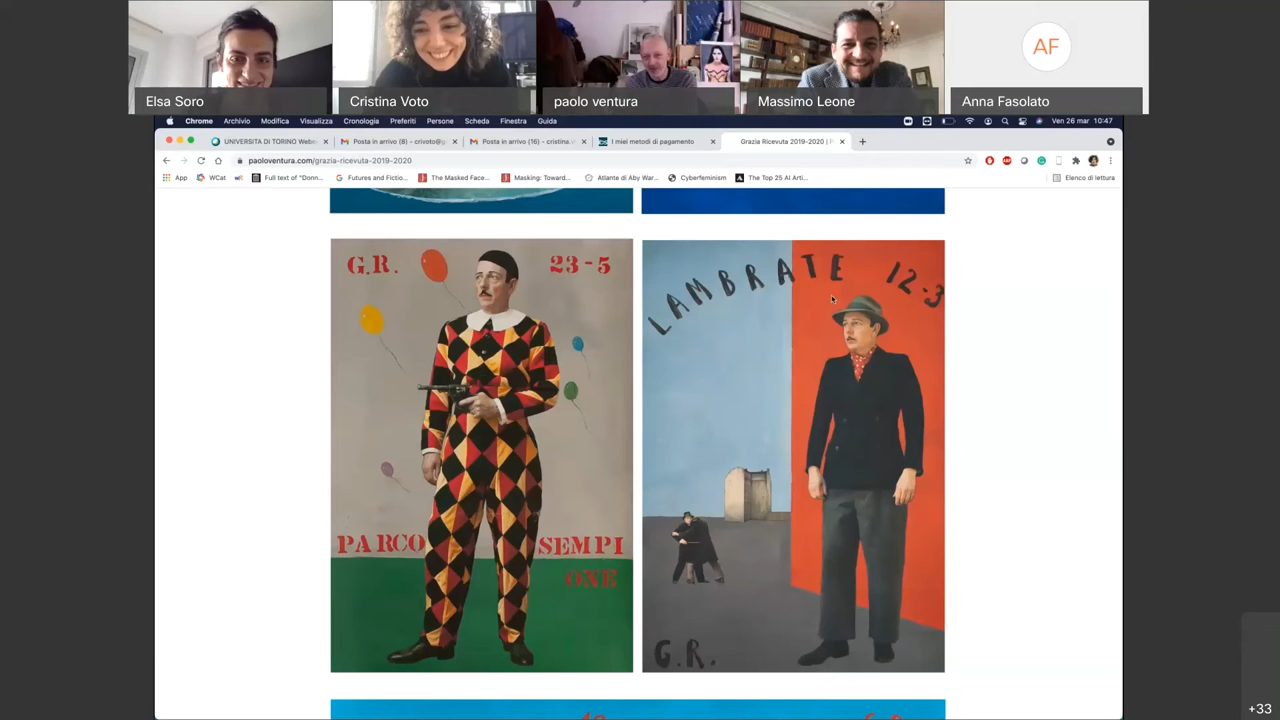 Elsa Soro
Cristina Voto
paolo ventura
Massimo Leone
AF
Anna Fasolato
Chrome Archivio Modifica Visualizza Cronologia Preferiti Persone Scheda Finestra Guida
Ven 26 mar 10:47
UNIVERSITA DI TORINO Webe
Posta in arrivo (8) - crivoto@g
Posta in arrivo (16) - cristina.v
I miei metodi di pagamento
Grazia Ricevuta 2019-2020 | P
paoloventura.com/grazia-ricevuta-2019-2020
App
WCat
Full text of "Donn...
Futures and Fictio...
The Masked Face...
Masking: Toward...
Atlante di Aby War...
Cyberfeminism
The Top 25 AI Arti...
Elenco di lettura
G.R. 23-5
PARCO SEMPI
ONE
LAMBRATE 12-3
G.R.
+33